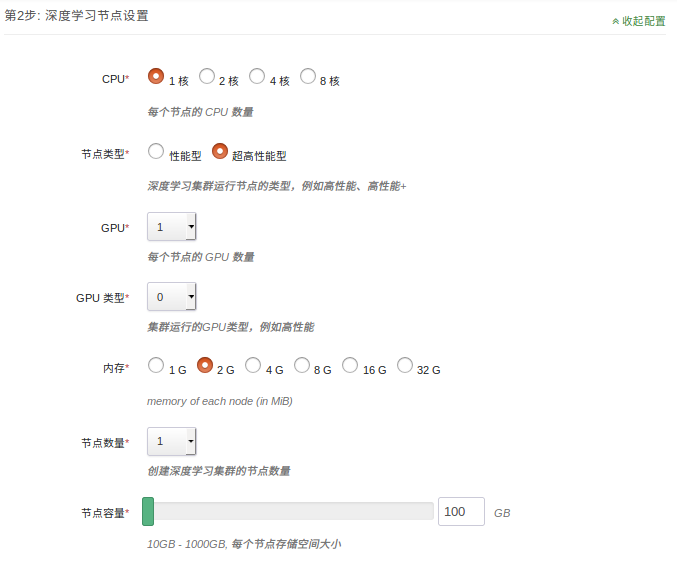 第2步: 深度学习节点设置
收起配置
CPU* 1 核 2 核 4 核 8 核
每个节点的 CPU 数量
节点类型* 性能型 超高性能型
深度学习集群运行节点的类型，例如高性能、高性能+
GPU* 1
每个节点的 GPU 数量
GPU 类型* 0
集群运行的GPU类型，例如高性能
内存* 1 G 2 G 4 G 8 G 16 G 32 G
memory of each node (in MiB)
节点数量* 1
创建深度学习集群的节点数量
节点容量* 100 GB
10GB - 1000GB, 每个节点存储空间大小